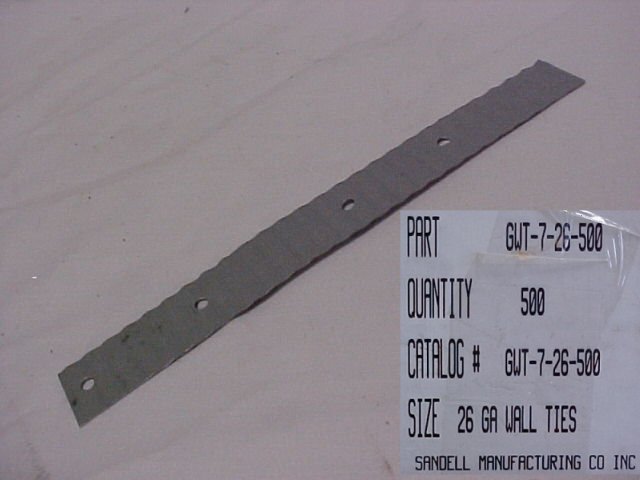 PART GWT-7-26-500
QUANTITY 500
CATALOG # GWT-7-26-500
SIZE 26 GA WALL TIES
SANDELL MANUFACTURING CO INC